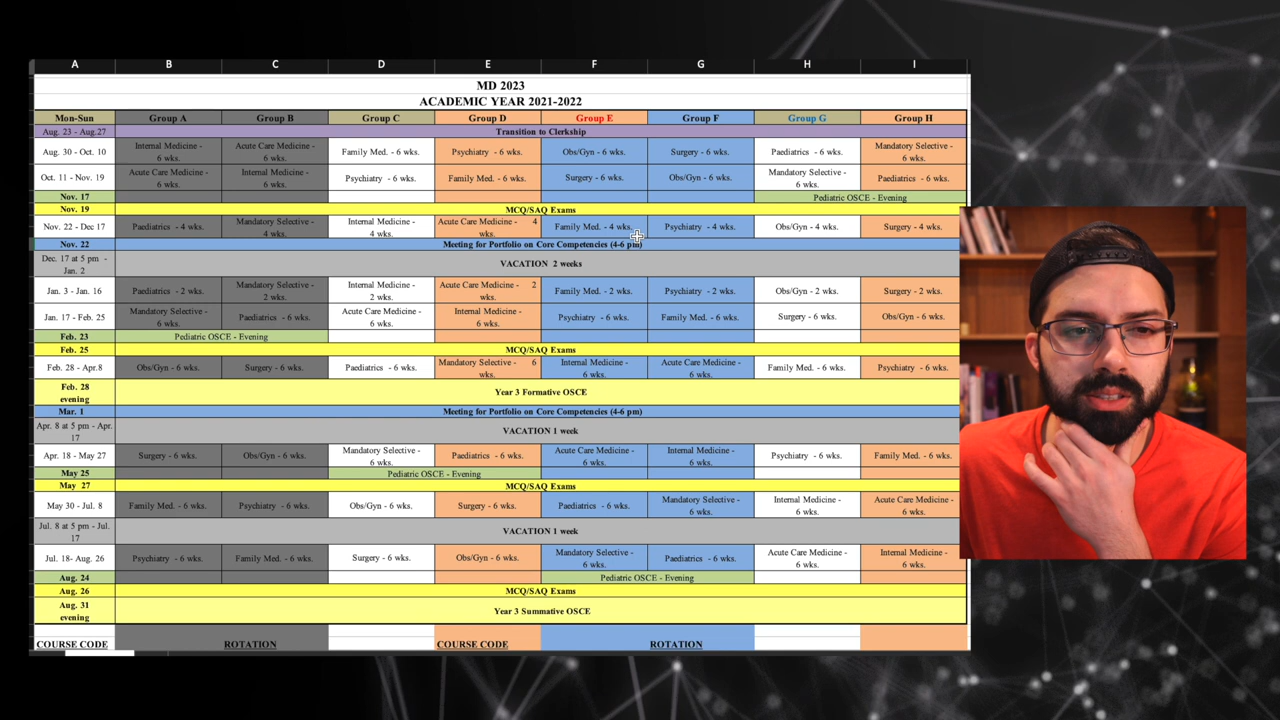 A B C D E F G H I
MD 2023
ACADEMIC YEAR 2021-2022
Mon-Sun Group A Group B Group C Group D Group E Group F Group G Group H
Aug. 23 - Aug.27 Transition to Clerkship
Aug. 30 - Oct. 10 Internal Medicine - 6 wks. Acute Care Medicine - 6 wks. Family Med. - 6 wks. Psychiatry - 6 wks. Obs/Gyn - 6 wks. Surgery - 6 wks. Paediatrics - 6 wks. Mandatory Selective - 6 wks.
Oct. 11 - Nov. 19 Acute Care Medicine - 6 wks. Internal Medicine - 6 wks. Psychiatry - 6 wks. Family Med. - 6 wks. Surgery - 6 wks. Obs/Gyn - 6 wks. Mandatory Selective - 6 wks. Paediatrics - 6 wks.
Nov. 17 Pediatric OSCE - Evening
Nov. 19 MCQ/SAQ Exams
Nov. 22 - Dec 17 Paediatrics - 4 wks. Mandatory Selective - 4 wks. Internal Medicine - 4 wks. Acute Care Medicine - 4 wks. Family Med. - 4 wks. Psychiatry - 4 wks. Obs/Gyn - 4 wks. Surgery - 4 wks.
Nov. 22 Meeting for Portfolio on Core Competencies (4-6 pm)
Dec. 17 at 5 pm - Jan. 2 VACATION 2 weeks
Jan. 3 - Jan. 16 Paediatrics - 2 wks. Mandatory Selective - 2 wks. Internal Medicine - 2 wks. Acute Care Medicine - 2 wks. Family Med. - 2 wks. Psychiatry - 2 wks. Obs/Gyn - 2 wks. Surgery - 2 wks.
Jan. 17 - Feb. 25 Mandatory Selective - 6 wks. Paediatrics - 6 wks. Acute Care Medicine - 6 wks. Internal Medicine - 6 wks. Psychiatry - 6 wks. Family Med. - 6 wks. Surgery - 6 wks. Obs/Gyn - 6 wks.
Feb. 23 Pediatric OSCE - Evening
Feb. 25 MCQ/SAQ Exams
Feb. 28 - Apr.8 Obs/Gyn - 6 wks. Surgery - 6 wks. Paediatrics - 6 wks. Mandatory Selective - 6 wks. Internal Medicine - 6 wks. Acute Care Medicine - 6 wks. Family Med. - 6 wks. Psychiatry - 6 wks.
Feb. 28 evening Year 3 Formative OSCE
Mar. 1 Meeting for Portfolio on Core Competencies (4-6 pm)
Apr. 8 at 5 pm - Apr. 17 VACATION 1 week
Apr. 18 - May 27 Surgery - 6 wks. Obs/Gyn - 6 wks. Mandatory Selective - 6 wks. Paediatrics - 6 wks. Acute Care Medicine - 6 wks. Internal Medicine - 6 wks. Psychiatry - 6 wks. Family Med. - 6 wks.
May 25 Pediatric OSCE - Evening
May 27 MCQ/SAQ Exams
May 30 - Jul. 8 Family Med. - 6 wks. Psychiatry - 6 wks. Obs/Gyn - 6 wks. Surgery - 6 wks. Paediatrics - 6 wks. Mandatory Selective - 6 wks. Internal Medicine - 6 wks. Acute Care Medicine - 6 wks.
Jul. 8 at 5 pm - Jul. 17 VACATION 1 week
Jul. 18- Aug. 26 Psychiatry - 6 wks. Family Med. - 6 wks. Surgery - 6 wks. Obs/Gyn - 6 wks. Mandatory Selective - 6 wks. Paediatrics - 6 wks. Acute Care Medicine - 6 wks. Internal Medicine - 6 wks.
Aug. 24 Pediatric OSCE - Evening
Aug. 26 MCQ/SAQ Exams
Aug. 31 evening Year 3 Summative OSCE
COURSE CODE ROTATION COURSE CODE ROTATION